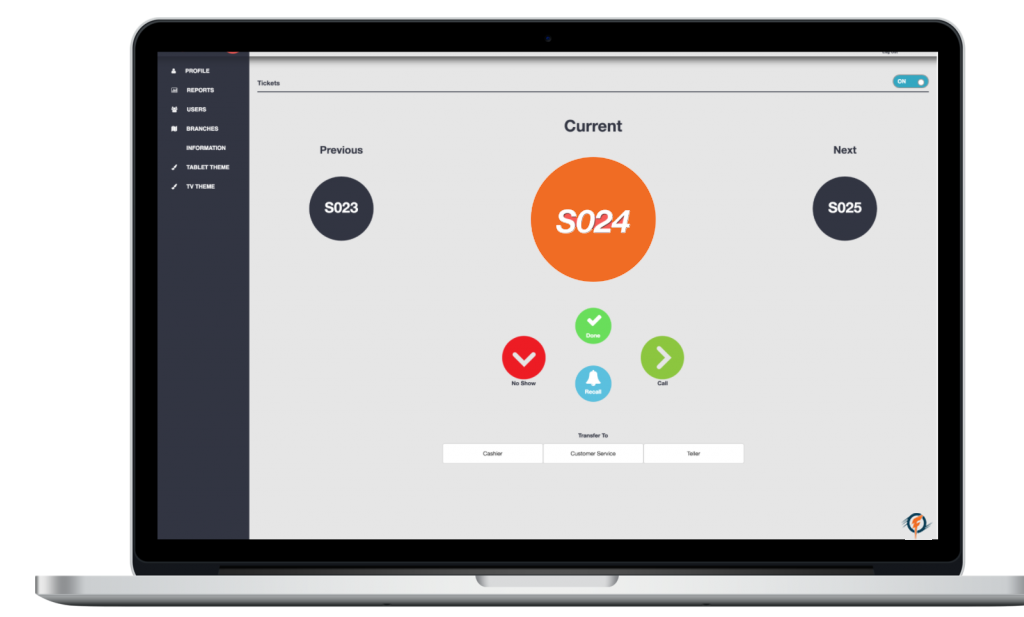 PROFILE
REPORTS
USERS
BRANCHES
INFORMATION
TABLET THEME
TV THEME
Tickets
ON
Current
Previous
Next
S023
S024
S025
Done
No Show
Recall
Call
Transfer To
Cashier
Customer Service
Teller